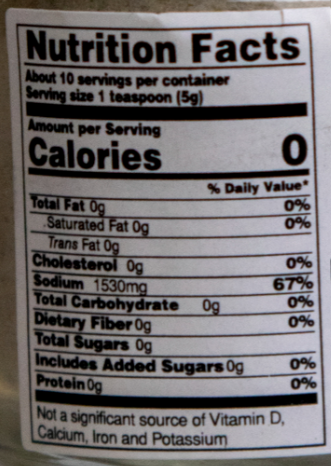 Nutrition Facts
About 10 servings per container
Serving size 1 teaspoon (5g)
Amount per Serving
Calories 0
% Daily Value*
Total Fat 0g 0%
Saturated Fat 0g 0%
Trans Fat 0g
Cholesterol 0g 0%
Sodium 1530mg 67%
Total Carbohydrate 0g 0%
Dietary Fiber 0g 0%
Total Sugars 0g
Includes Added Sugars 0g 0%
Protein 0g 0%
Not a significant source of Vitamin D,
Calcium, Iron and Potassium